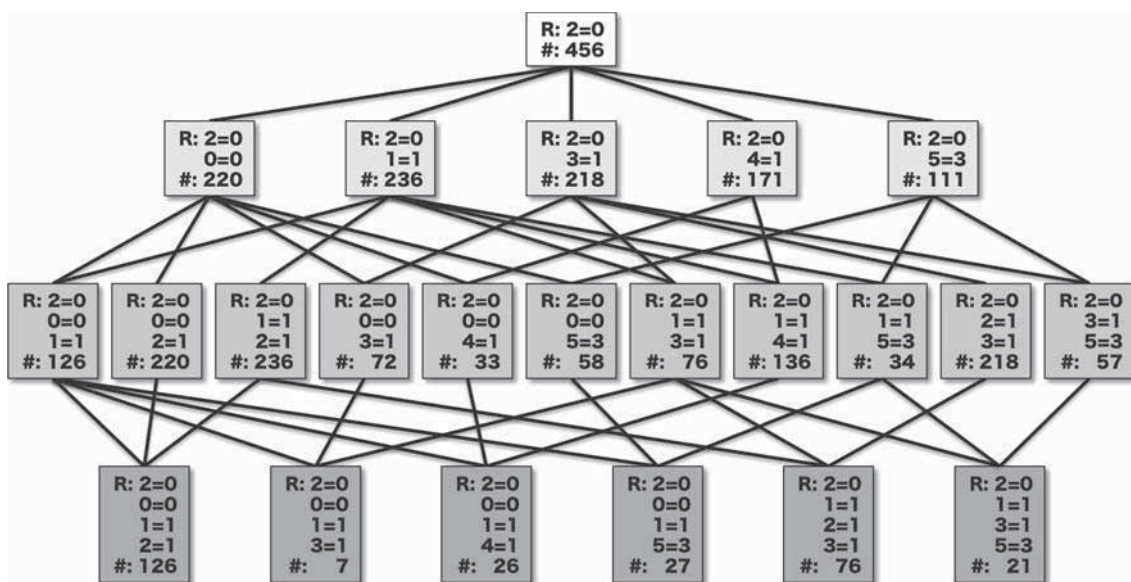 R: 2=0
#: 456
R: 2=0
0=0
#: 220
R: 2=0
1=1
#: 236
R: 2=0
3=1
#: 218
R: 2=0
4=1
#: 171
R: 2=0
5=3
#: 111
R: 2=0
0=0
1=1
#: 126
R: 2=0
0=0
2=1
#: 220
R: 2=0
1=1
2=1
#: 236
R: 2=0
0=0
3=1
#: 72
R: 2=0
0=0
4=1
#: 33
R: 2=0
0=0
5=3
#: 58
R: 2=0
1=1
3=1
#: 76
R: 2=0
1=1
4=1
#: 136
R: 2=0
1=1
5=3
#: 34
R: 2=0
2=1
3=1
#: 218
R: 2=0
3=1
5=3
#: 57
R: 2=0
0=0
1=1
2=1
#: 126
R: 2=0
0=0
1=1
3=1
#: 7
R: 2=0
0=0
1=1
4=1
#: 26
R: 2=0
0=0
1=1
5=3
#: 27
R: 2=0
1=1
2=1
3=1
#: 76
R: 2=0
1=1
3=1
5=3
#: 21